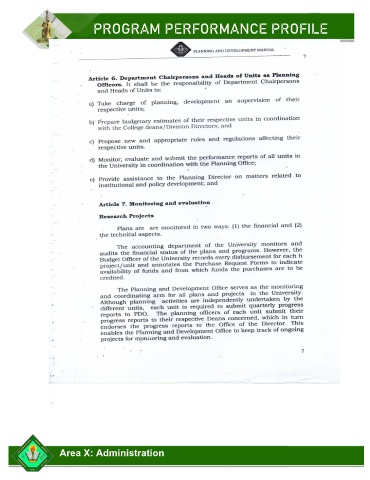 PROGRAM PERFORMANCE PROFILE
PLANNING AND DEVELOPMENT MANUAL
7
Article 6. Department Chairpersons and Heads of Units as Planning
Officers. It shall be the responsibility of Department Chairpersons
and Heads of Units to:
a) Take charge of planning, development an supervision of their
respective units;
b) Prepare budgetary estimates of their respective units in coordination
with the College deans/Division Directors; and
c) Propose new and appropriate rules and regulations affecting their
respective units.
d) Monitor, evaluate and submit the performance reports of all units in
the University in coordination with the Planning Office;
e) Provide assistance to the Planning Director on matters related to
institutional and policy development; and
Article 7. Monitoring and evaluation
Research Projects
Plans are are monitored in two ways: (1) the financial and (2)
the technical aspects.
The accounting department of the University monitors and
audits the financial status of the plans and programs. However, the
Budget Officer of the University records every disbursement for each h
project/unit and annotates the Purchase Request Forms to indicate
availability of funds and from which funds the purchases are to be
credited.
The Planning and Development Office serves as the monitoring
and coordinating arm for all plans and projects in the University.
Although planning activities are independently undertaken by the
different units, each unit is required to submit quarterly progress
reports to PDO. The planning officers of each unit submit their
progress reports to their respective Deans concerned, which in turn
endorses the progress reports to the Office of the Director. This
enables the Planning and Development Office to keep track of ongoing
projects for monitoring and evaluation.
7
Area X: Administration